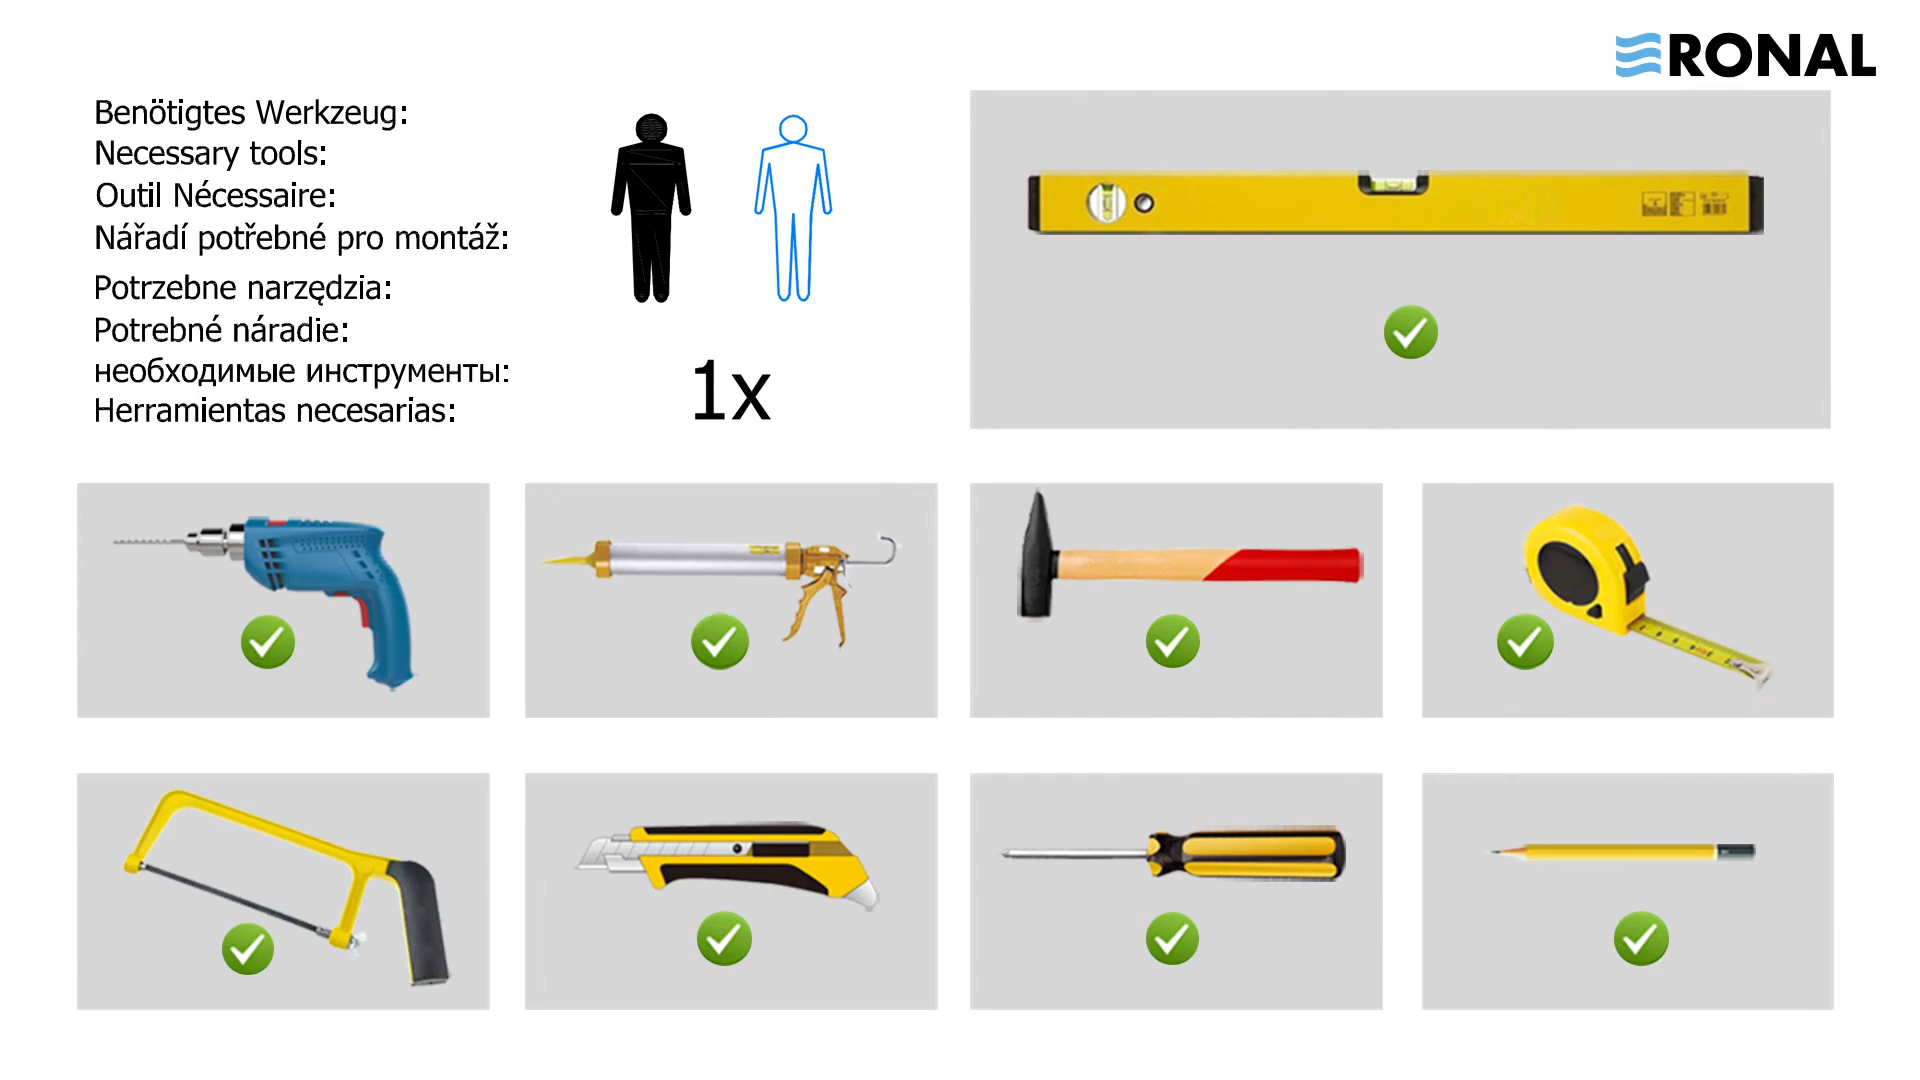 RONAL
Benötigtes Werkzeug:
Necessary tools:
Outil Nécessaire:
Nářadí potřebné pro montáž:
Potrzebne narzędzia:
Potrebné náradie:
необходимые инструменты:
Herramientas necesarias:
1x